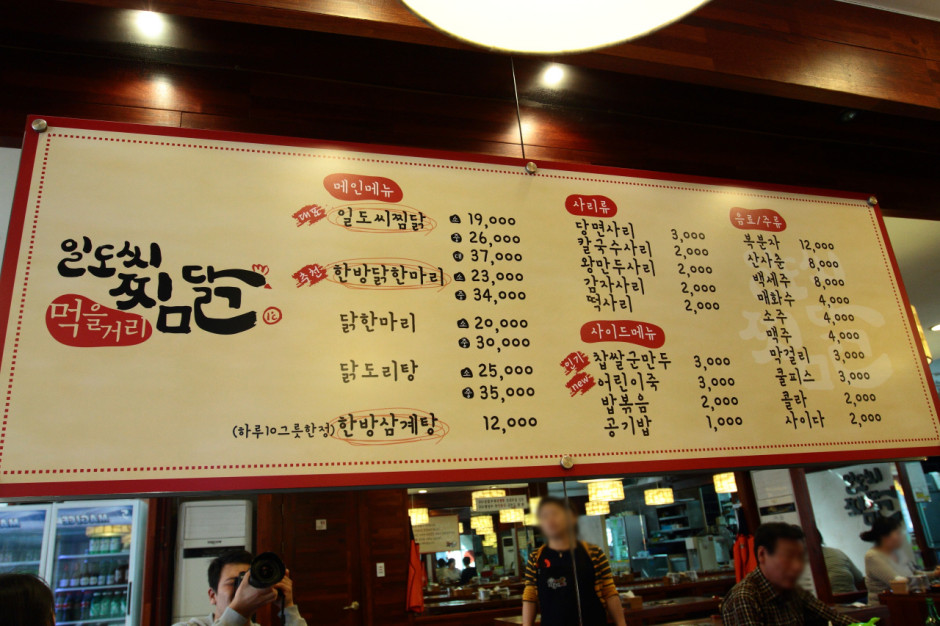 일도씨
찜닭
먹을거리
메인메뉴
대표 일도씨찜닭 소 19,000
중 26,000
대 37,000
추천 한방닭한마리 소 23,000
중 34,000
닭한마리 소 20,000
중 30,000
닭도리탕 소 25,000
중 35,000
(하루10그릇한정) 한방삼계탕 12,000
사리류
당면사리 3,000
칼국수사리 2,000
왕만두사리 2,000
감자사리 2,000
떡사리 2,000
사이드메뉴
인기 찹쌀군만두 3,000
new 어린이죽 3,000
밥볶음 2,000
공기밥 1,000
음료/주류
복분자 12,000
산사춘 8,000
백세주 8,000
매화수 4,000
소주 4,000
맥주 4,000
막걸리 3,000
쿨피스 3,000
콜라 2,000
사이다 2,000